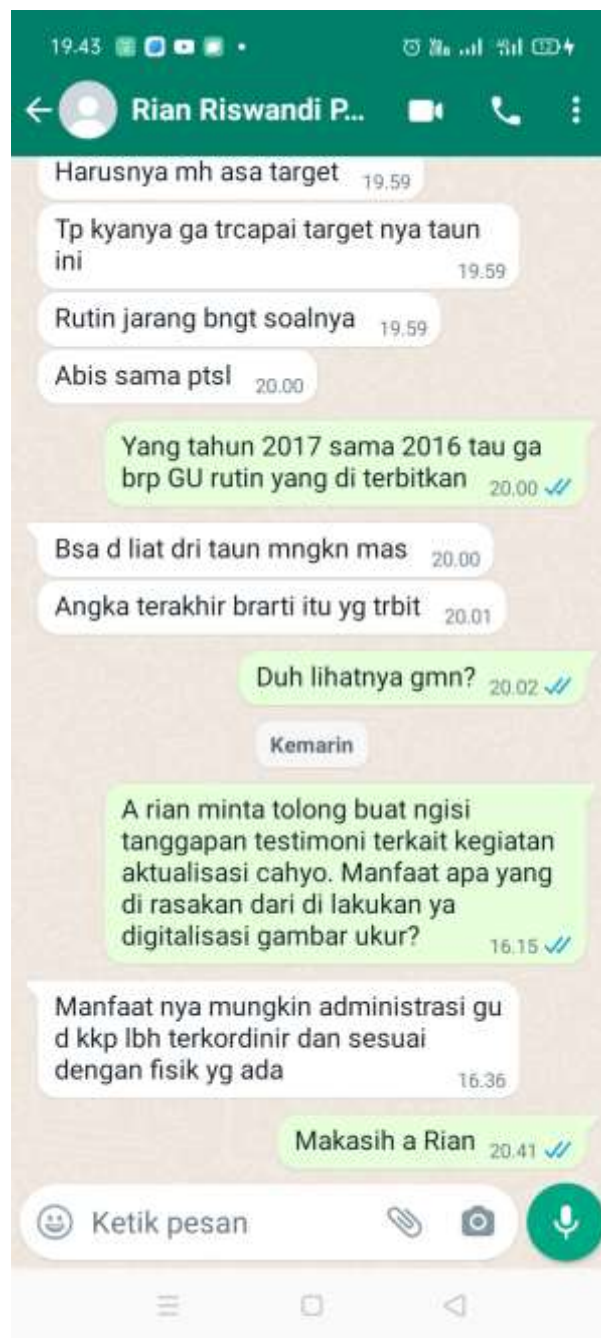 19.43
Rian Riswandi P...
Harusnya mh asa target 19.59
Tp kyanya ga trcapai target nya taun
ini 19.59
Rutin jarang bngt soalnya 19.59
Abis sama ptsl 20.00
Yang tahun 2017 sama 2016 tau ga
brp GU rutin yang di terbitkan 20.00
Bsa d liat dri taun mngkn mas 20.00
Angka terakhir brarti itu yg trbit 20.01
Duh lihatnya gmn? 20.02
Kemarin
A rian minta tolong buat ngisi
tanggapan testimoni terkait kegiatan
aktualisasi cahyo. Manfaat apa yang
di rasakan dari di lakukan ya
digitalisasi gambar ukur? 16.15
Manfaat nya mungkin administrasi gu
d kkp lbh terkordinir dan sesuai
dengan fisik yg ada 16.36
Makasih a Rian 20.41
Ketik pesan